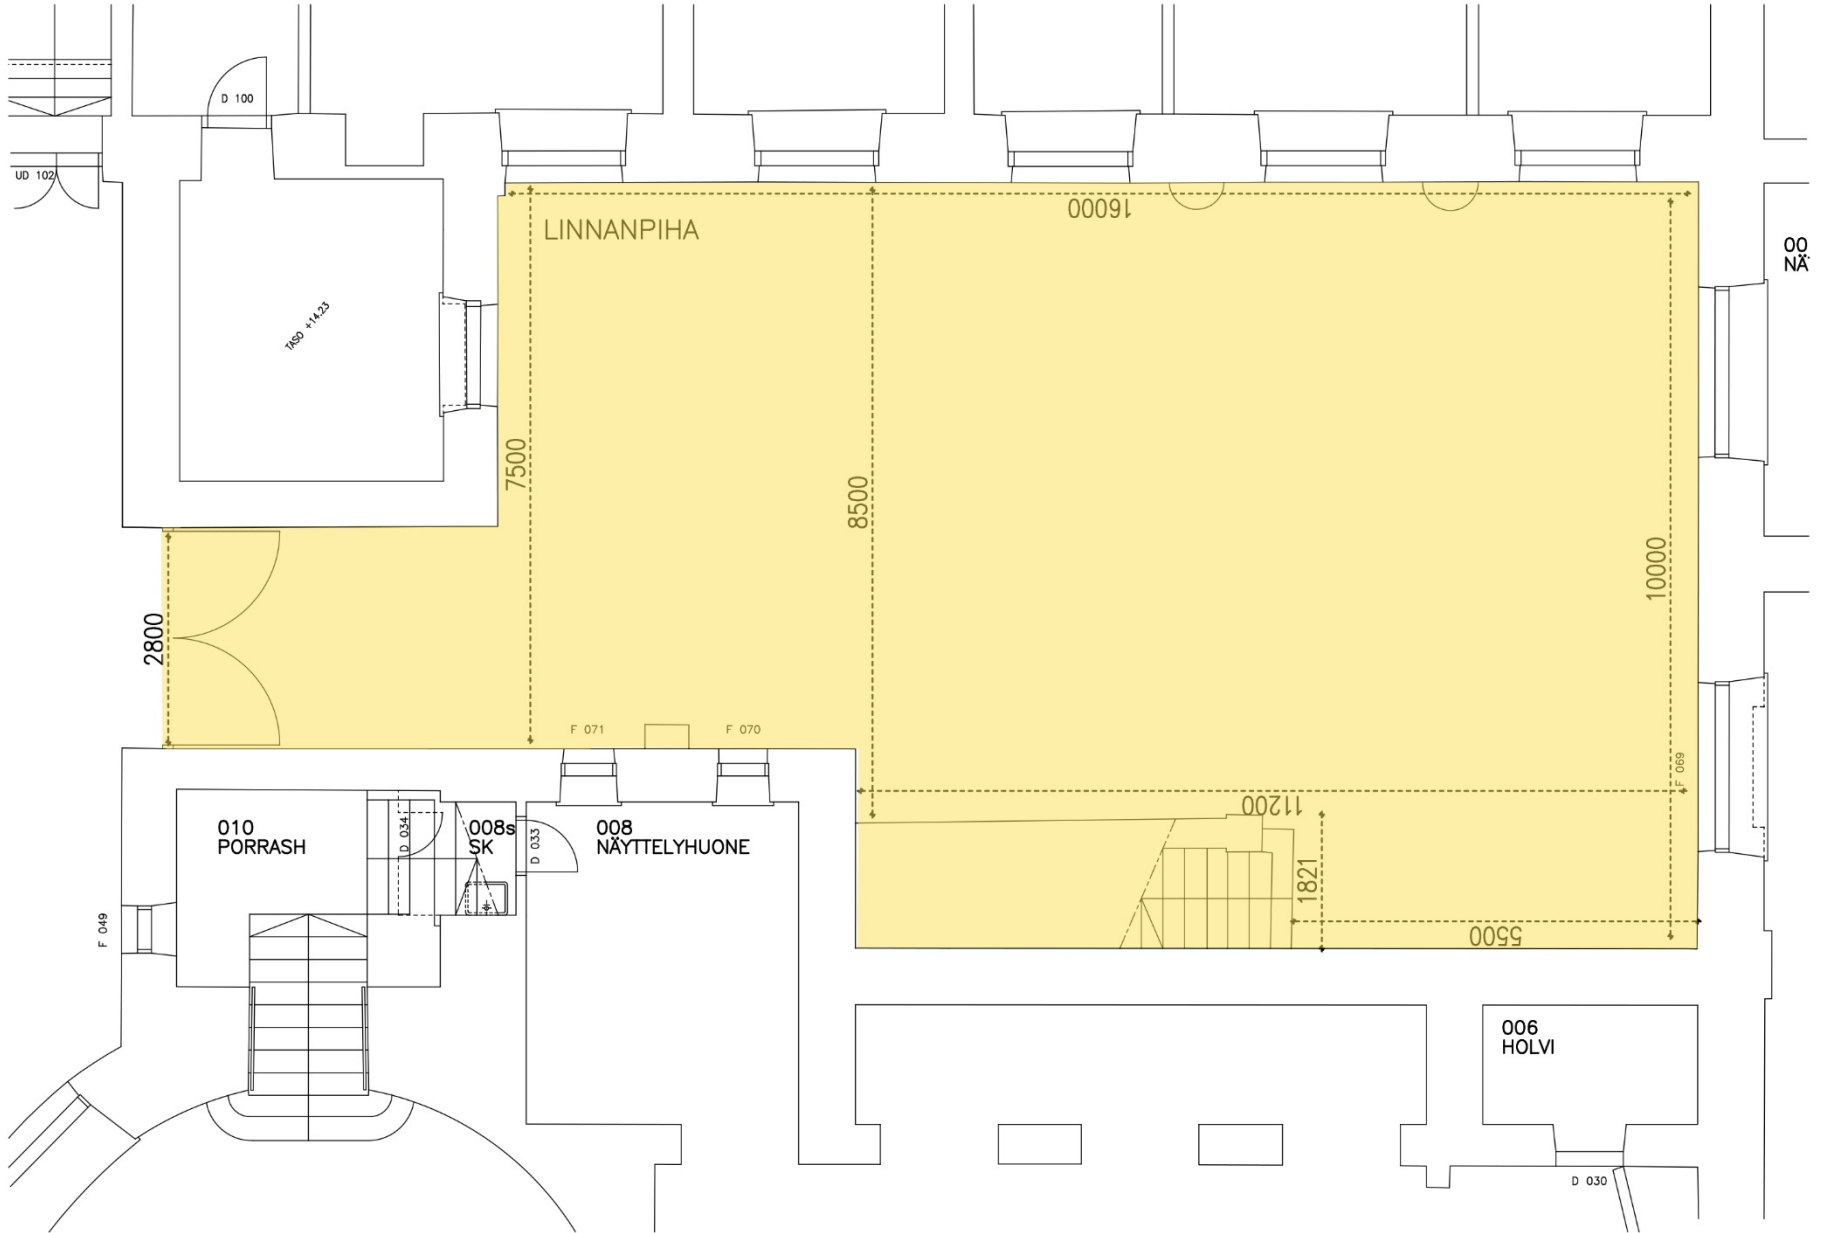 D 100
UD 102
16000
LINNANPIHA
00
NÄ
TASO +14.23
7500
8500
10000
2800
F 071
F 070
F 069
11200
010
PORRASH
D 034
008s
SK
D 033
008
NÄYTTELYHUONE
1821
F 049
5500
006
HOLVI
D 030